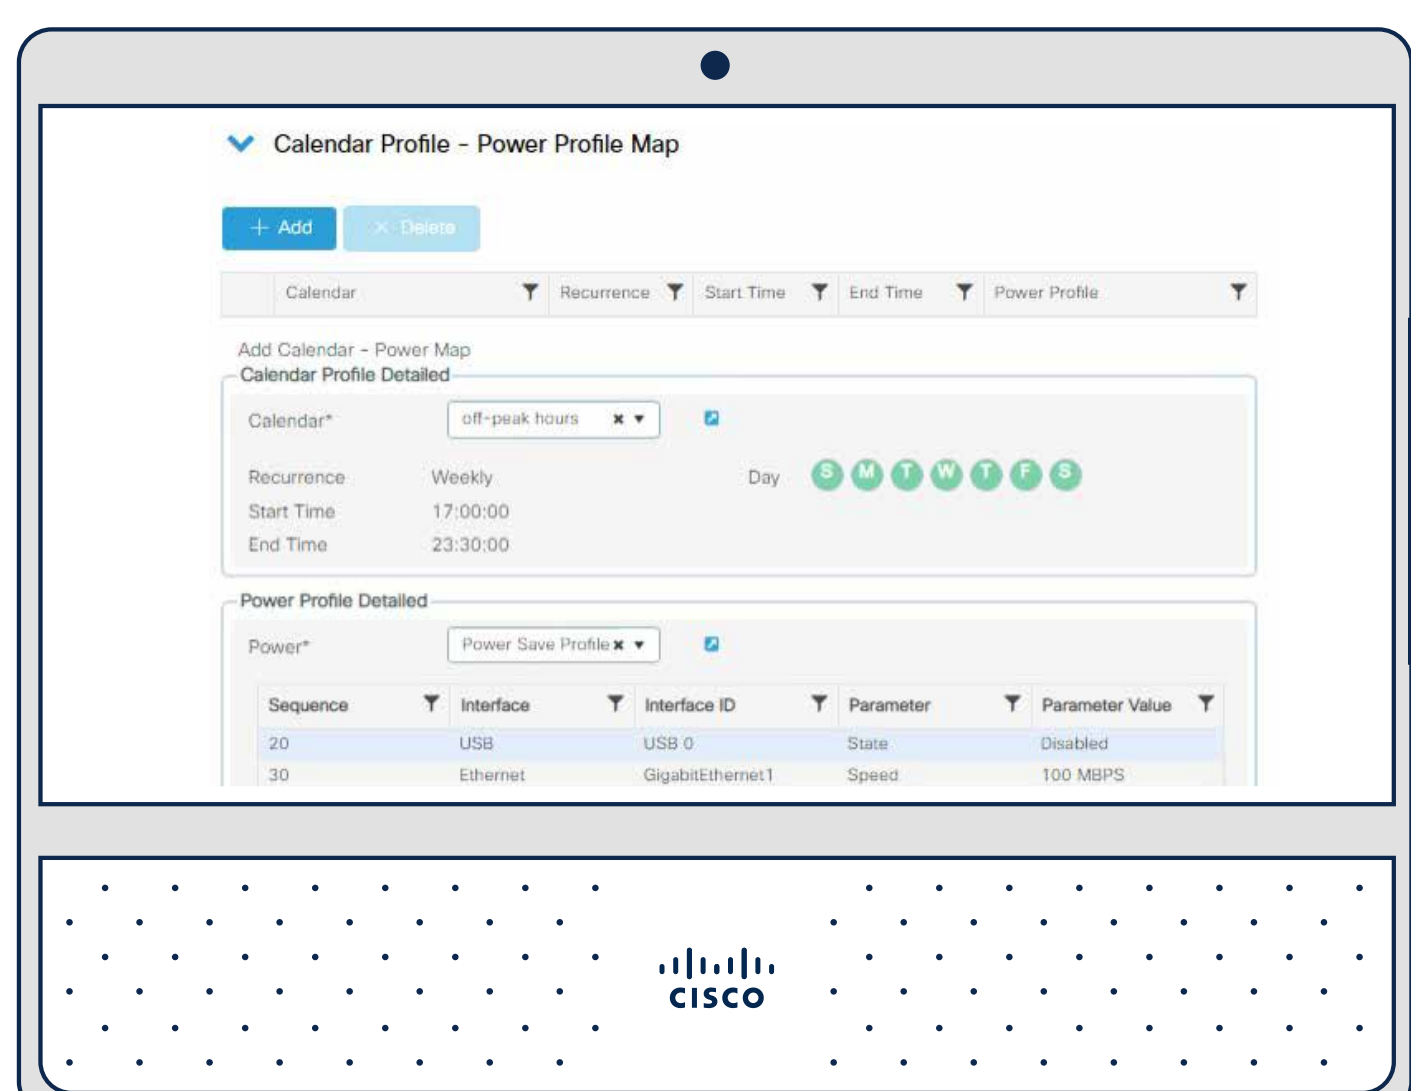 Calendar Profile - Power Profile Map
+ Add × Delete
Calendar Recurrence Start Time End Time Power Profile
Add Calendar - Power Map
Calendar Profile Detailed
Calendar* off-peak hours
Recurrence Weekly Day S M T W T F S
Start Time 17:00:00
End Time 23:30:00
Power Profile Detailed
Power* Power Save Profile
Sequence Interface Interface ID Parameter Parameter Value
20 USB USB 0 State Disabled
30 Ethernet GigabitEthernet1 Speed 100 MBPS
CISCO